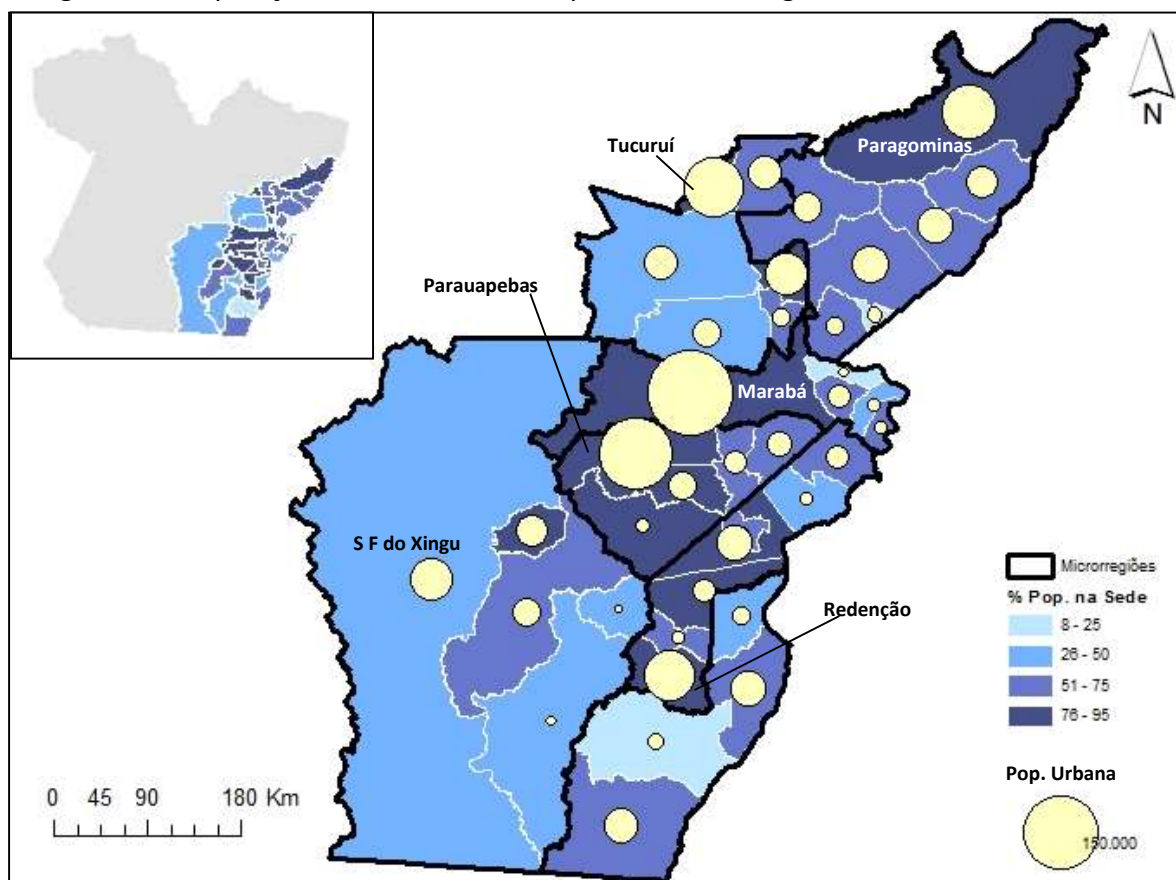 N
Tucuruí
Paragominas
Parauapebas
Marabá
S F do Xingu
Redenção
Microrregiões
% Pop. na Sede
8 - 25
26 - 50
51 - 75
76 - 95
Pop. Urbana
150.000
0 45 90 180 Km